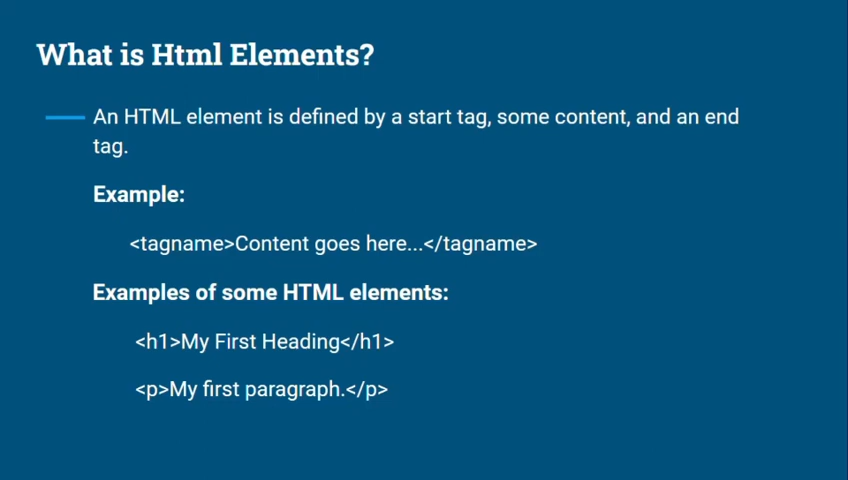 What is Html Elements?
An HTML element is defined by a start tag, some content, and an end
tag.
Example:
<tagname>Content goes here...</tagname>
Examples of some HTML elements:
<h1>My First Heading</h1>
<p>My first paragraph.</p>